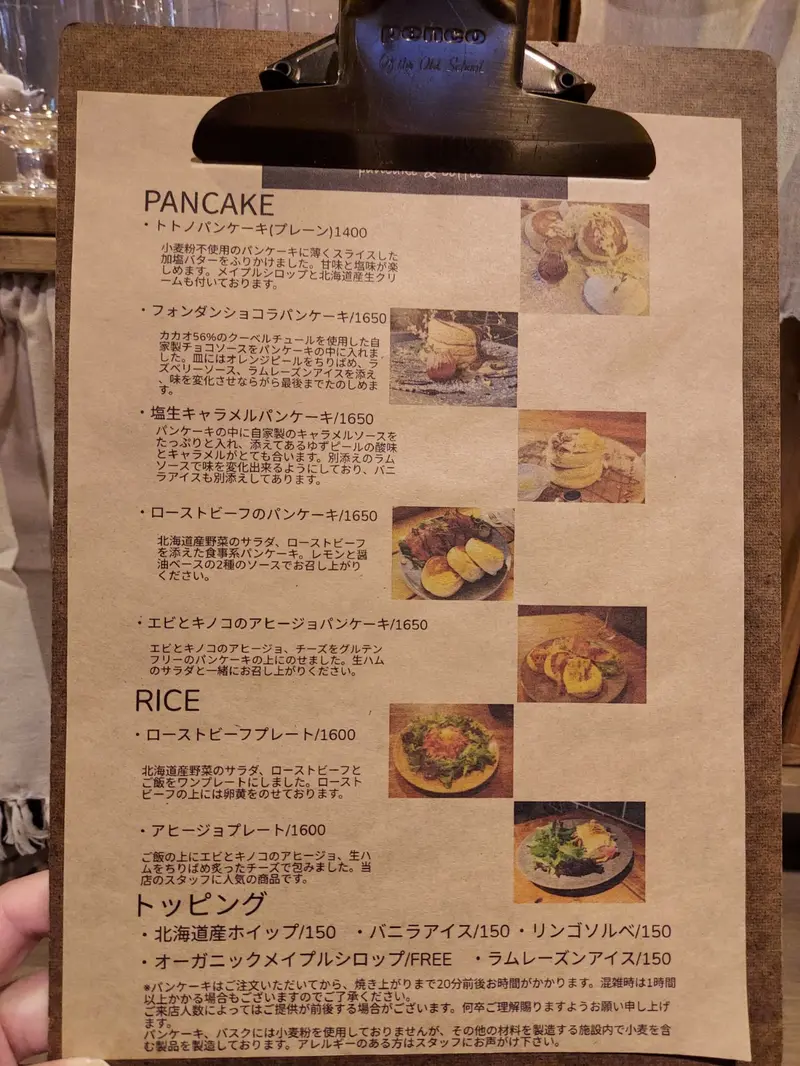 penco
Of the Old School
pancake & coffee
PANCAKE
・トトノパンケーキ(プレーン)1400
小麦粉不使用のパンケーキに薄くスライスした
加塩バターをふりかけました。甘味と塩味が楽
しめます。メイプルシロップと北海道産生クリ
ームも付いております。
・フォンダンショコラパンケーキ/1650
カカオ56%のクーベルチュールを使用した自
家製チョコソースをパンケーキの中に入れま
した。皿にはオレンジピールをちりばめ、ラ
ズベリーソース、ラムレーズンアイスを添え
、味を変化させならがら最後までたのしめま
す。
・塩生キャラメルパンケーキ/1650
パンケーキの中に自家製のキャラメルソースを
たっぷりと入れ、添えてあるゆずピールの酸味
とキャラメルがとても合います。別添えのラム
ソースで味を変化出来るようにしており、バニ
ラアイスも別添えしてあります。
・ローストビーフのパンケーキ/1650
北海道産野菜のサラダ、ローストビーフ
を添えた食事系パンケーキ。レモンと醤
油ベースの2種のソースでお召し上がり
ください。
・エビとキノコのアヒージョパンケーキ/1650
エビとキノコのアヒージョ、チーズをグルテン
フリーのパンケーキの上にのせました。生ハム
のサラダと一緒にお召し上がりください。
RICE
・ローストビーフプレート/1600
北海道産野菜のサラダ、ローストビーフと
ご飯をワンプレートにしました。ロースト
ビーフの上には卵黄をのせております。
・アヒージョプレート/1600
ご飯の上にエビとキノコのアヒージョ、生ハ
ムをちりばめ炙ったチーズで包みました。当
店のスタッフに人気の商品です。
トッピング
・北海道産ホイップ/150 ・バニラアイス/150 ・リンゴソルベ/150
・オーガニックメイプルシロップ/FREE ・ラムレーズンアイス/150
※パンケーキはご注文いただいてから、焼き上がりまで20分前後お時間がかかります。混雑時は1時間
以上かかる場合もございますのでご了承ください。
ご来店人数によってはご提供が前後する場合がございます。何卒ご理解賜りますようお願い申し上げ
ます。
パンケーキ、バスクには小麦粉を使用しておりませんが、その他の材料を製造する施設内で小麦を含
む製品を製造しております。アレルギーのある方はスタッフにお声がけ下さい。